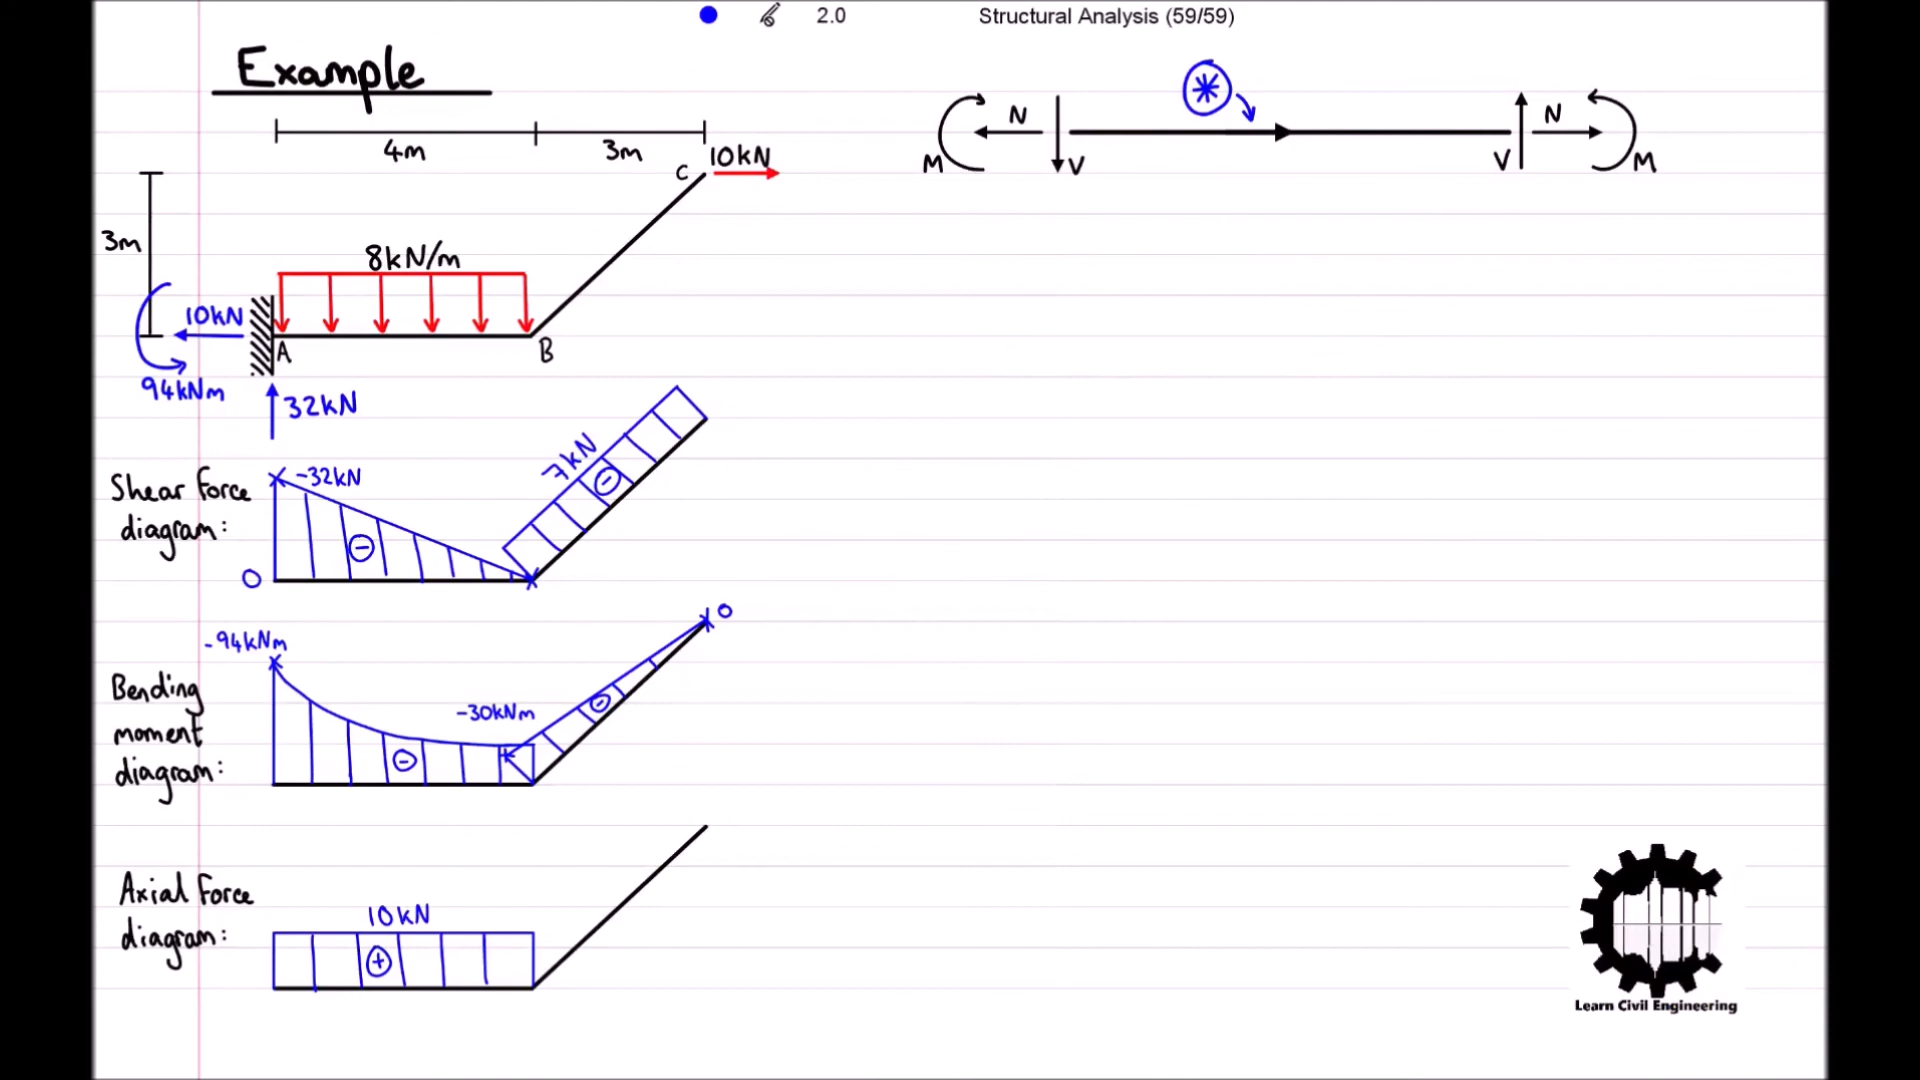 2.0
Structural Analysis (59/59)
Example
4m
3m
C
10kN
3m
8kN/m
10kN
A
B
94kNm
32kN
N
V
M
N
V
M
Shear Force
diagram:
-32kN
0
7kN
Bending
moment
diagram:
-94kNm
-30kNm
0
Axial Force
diagram:
10kN
Learn Civil Engineering